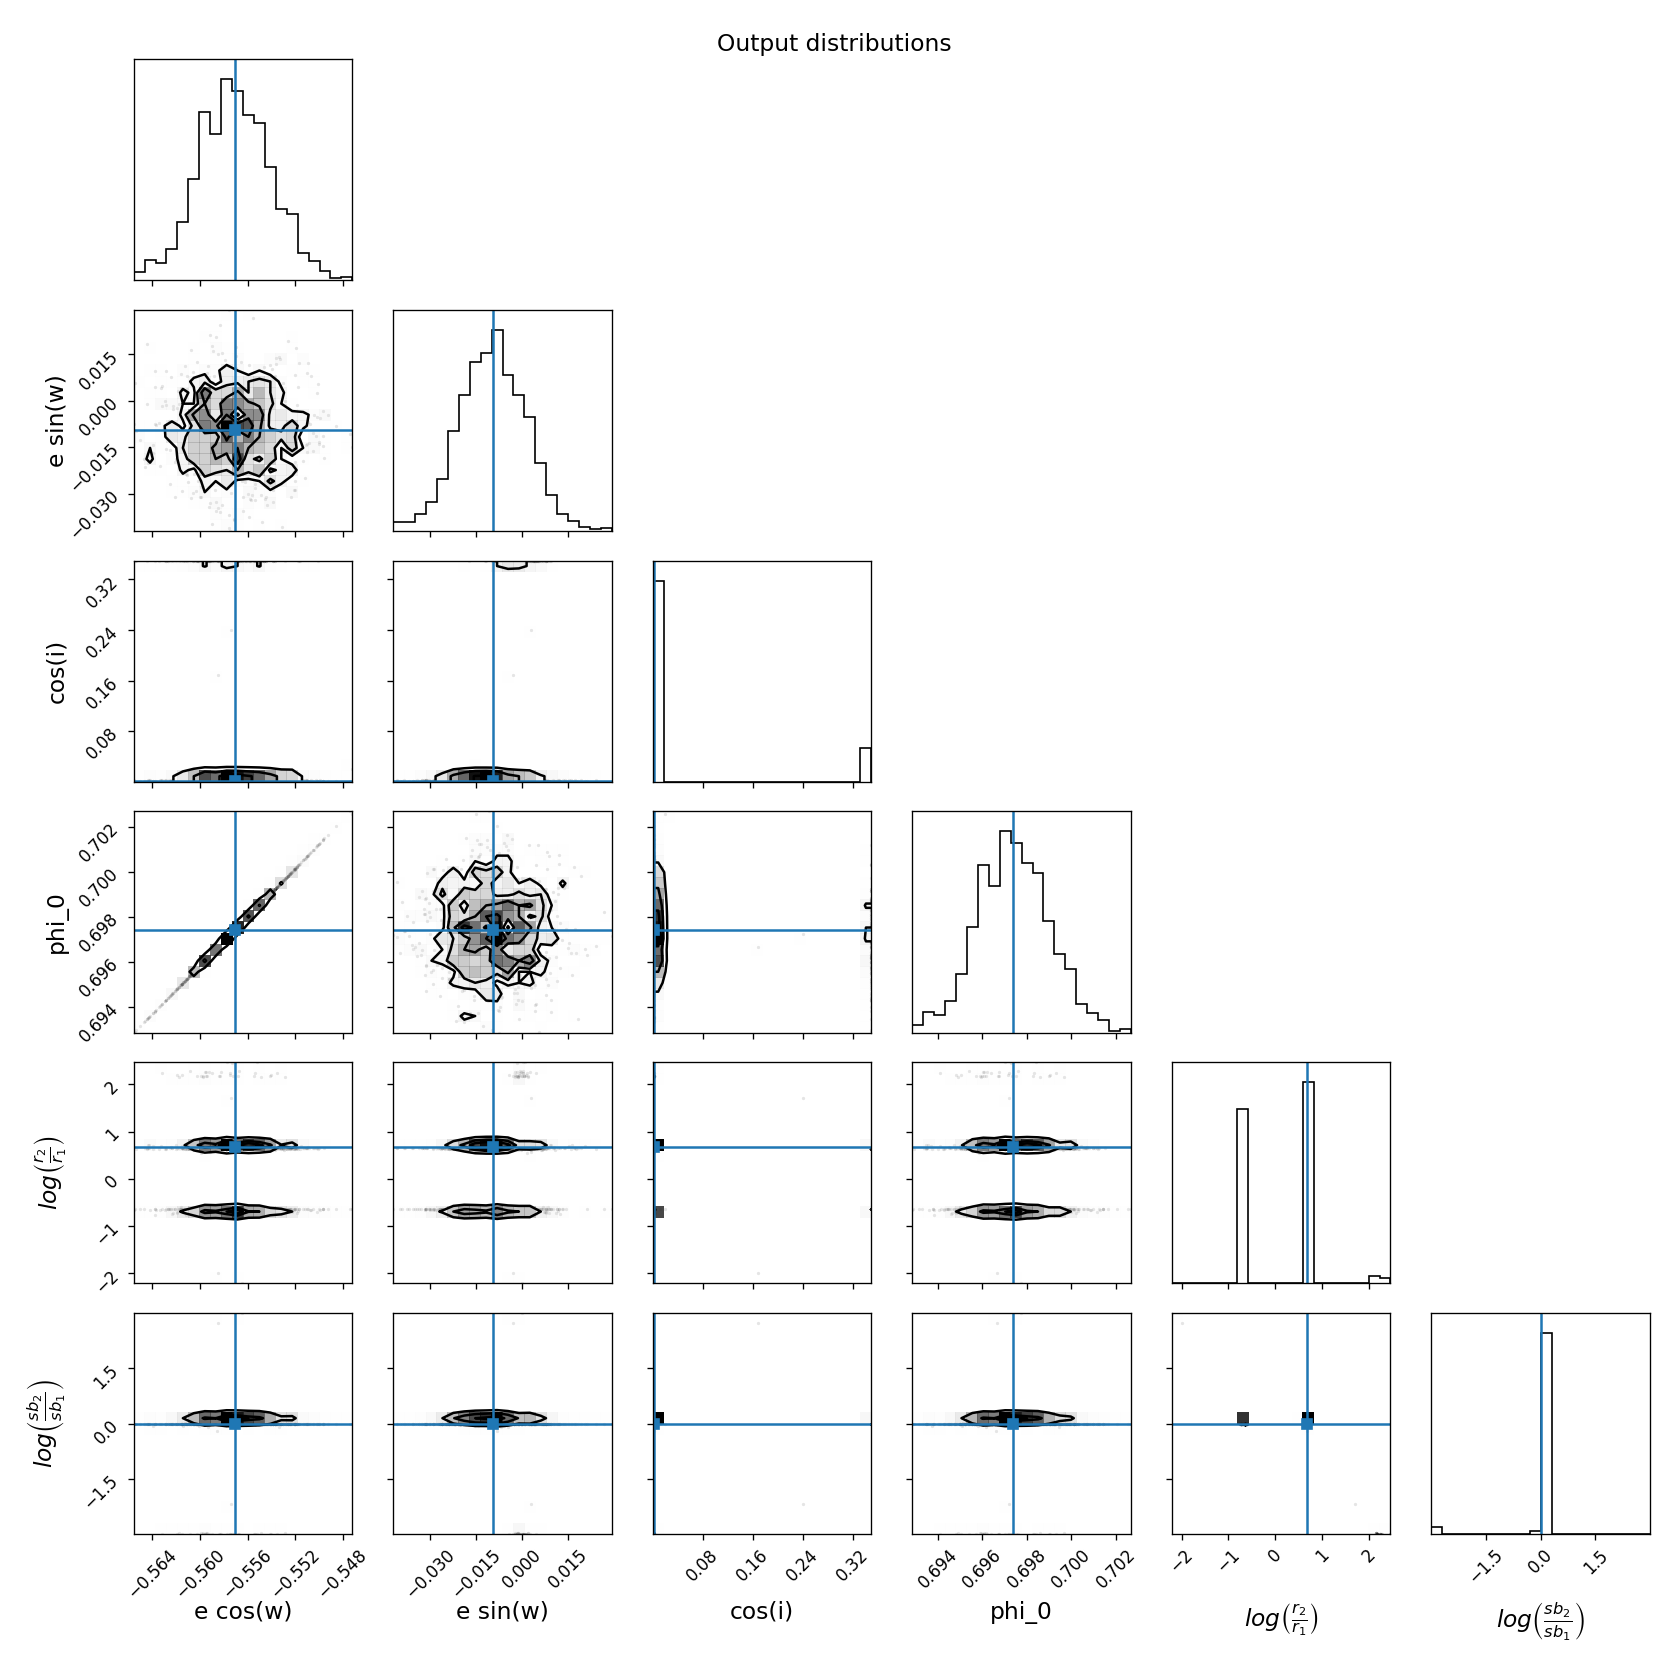 Output distributions
e sin(w)
0.015
0.000
−0.015
−0.030
cos(i)
0.32
0.24
0.16
0.08
phi_0
0.702
0.700
0.698
0.696
0.694
log(r2/r1)
2
1
0
−1
−2
log(sb2/sb1)
1.5
0.0
−1.5
−0.564 −0.560 −0.556 −0.552 −0.548
−0.030 −0.015 0.000 0.015
0.08 0.16 0.24 0.32
0.694 0.696 0.698 0.700 0.702
−2 −1 0 1 2
−1.5 0.0 1.5
e cos(w) e sin(w) cos(i) phi_0 log(r2/r1) log(sb2/sb1)